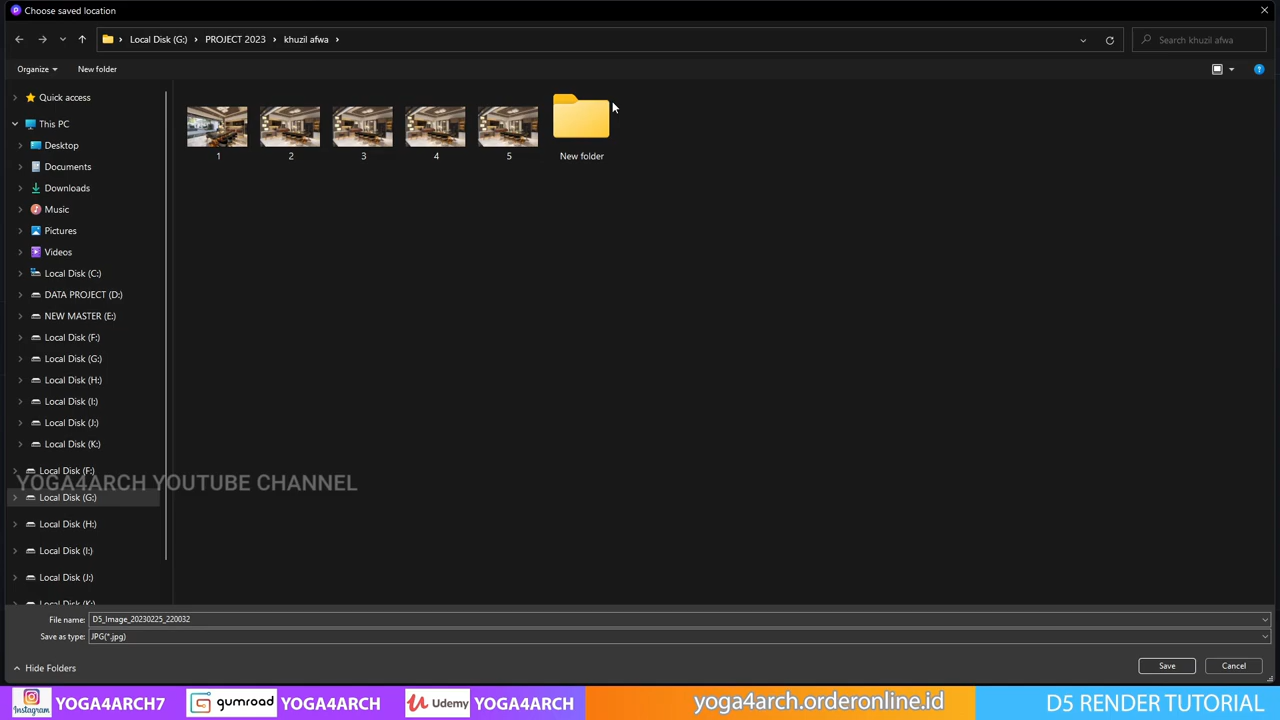 Choose saved location
Local Disk (G:) PROJECT 2023 khuzil afwa
Search khuzil afwa
Organize New folder
Quick access
This PC
Desktop
Documents
Downloads
Music
Pictures
Videos
Local Disk (C:)
DATA PROJECT (D:)
NEW MASTER (E:)
Local Disk (F:)
Local Disk (G:)
Local Disk (H:)
Local Disk (I:)
Local Disk (J:)
Local Disk (K:)
Local Disk (F:)
Local Disk (G:)
Local Disk (H:)
Local Disk (I:)
Local Disk (J:)
Local Disk (K:)
1 2 3 4 5 New folder
YOGA4ARCH YOUTUBE CHANNEL
File name: D5_Image_20230225_220032
Save as type: JPG(*.jpg)
Hide Folders
Save Cancel
Instagram YOGA4ARCH7 gumroad YOGA4ARCH Udemy YOGA4ARCH yoga4arch.orderonline.id D5 RENDER TUTORIAL